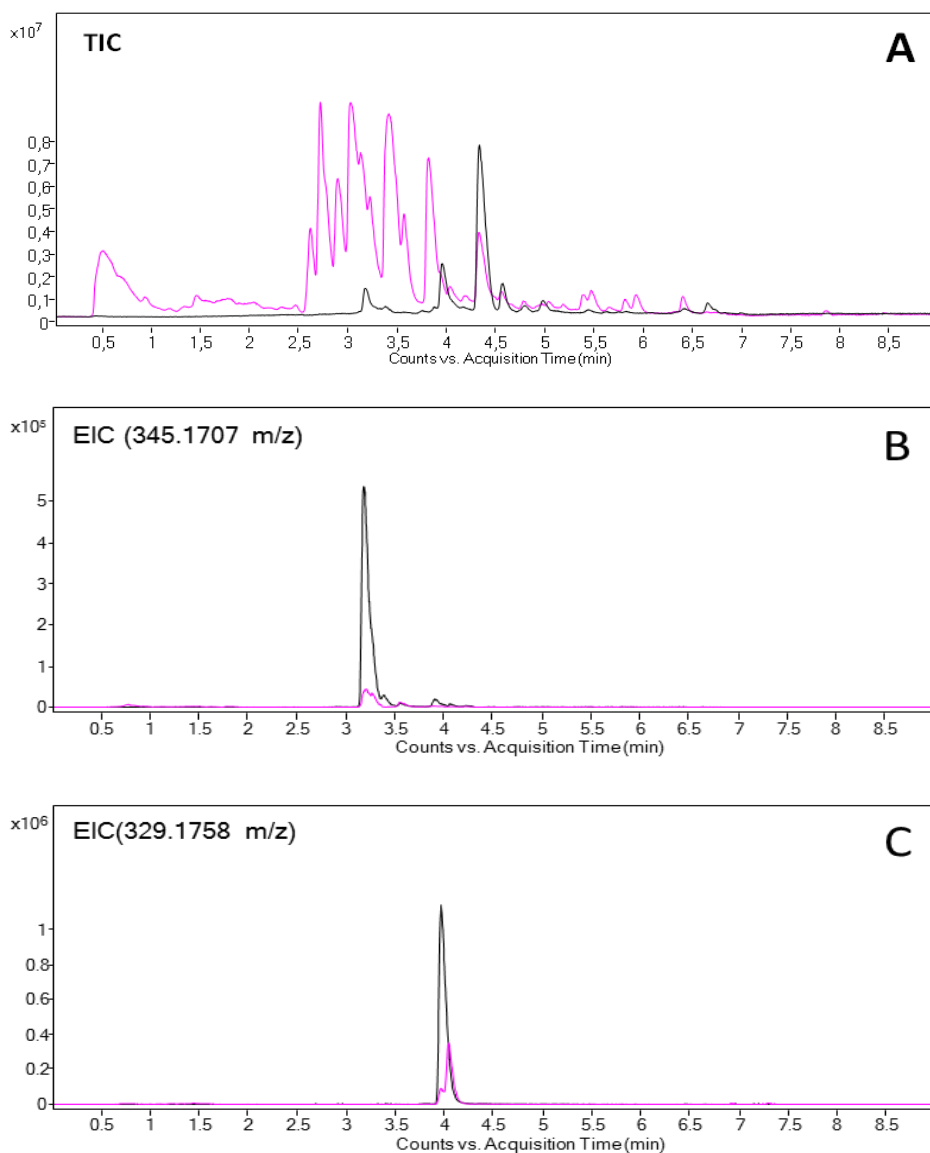 x10⁷
TIC
A
0,8
0,7
0,6
0,5
0,4
0,3
0,2
0,1
0
0,5 1 1,5 2 2,5 3 3,5 4 4,5 5 5,5 6 6,5 7 7,5 8 8,5
Counts vs. Acquisition Time (min)
x10⁵
EIC (345.1707 m/z)
B
5
4
3
2
1
0
0.5 1 1.5 2 2.5 3 3.5 4 4.5 5 5.5 6 6.5 7 7.5 8 8.5
Counts vs. Acquisition Time (min)
x10⁶
EIC(329.1758 m/z)
C
1
0.8
0.6
0.4
0.2
0
0.5 1 1.5 2 2.5 3 3.5 4 4.5 5 5.5 6 6.5 7 7.5 8 8.5
Counts vs. Acquisition Time (min)